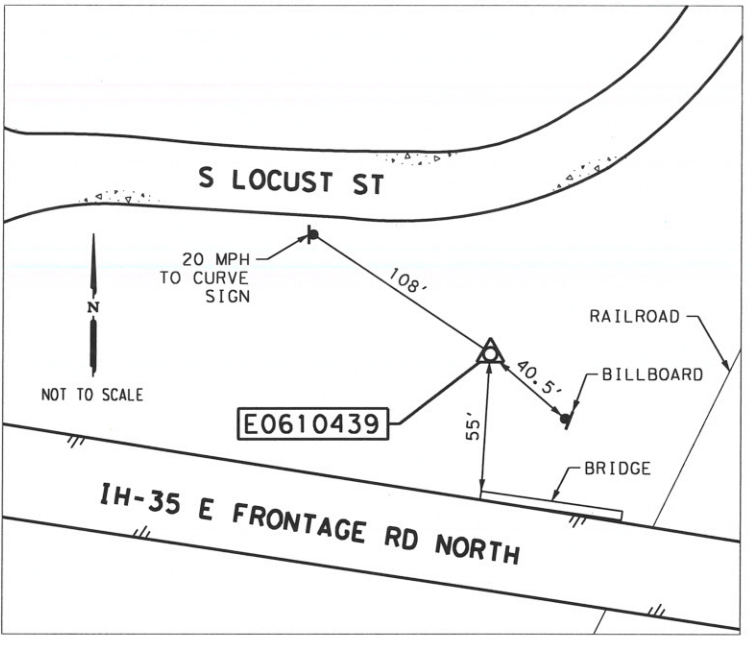 S LOCUST ST
20 MPH
TO CURVE
SIGN
108'
N
NOT TO SCALE
RAILROAD
40.5'
BILLBOARD
E0610439
55'
BRIDGE
IH-35 E FRONTAGE RD NORTH